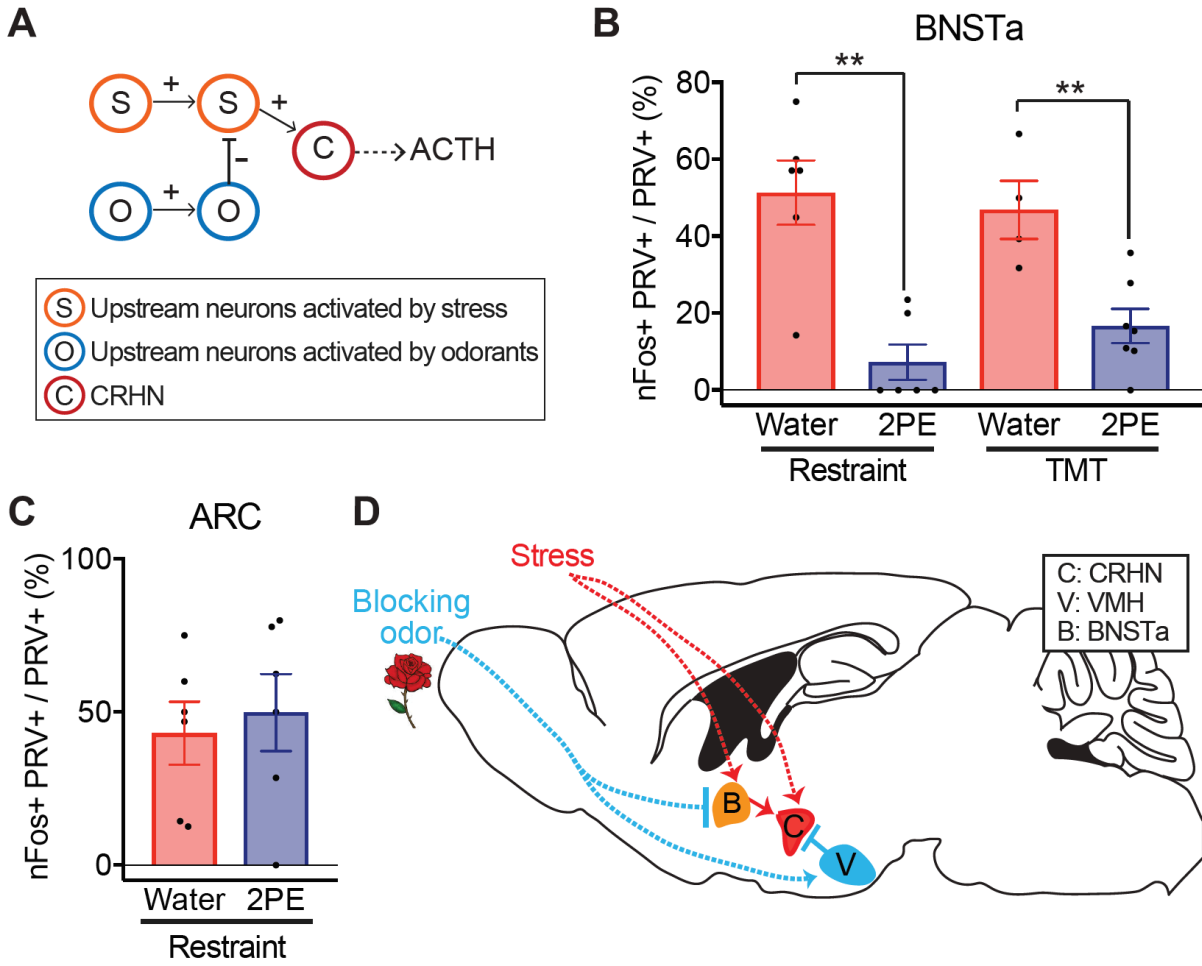 A
S
+
S
+
C
ACTH
-
O
+
O
S Upstream neurons activated by stress
O Upstream neurons activated by odorants
C CRHN
B
BNSTa
nFos+ PRV+ / PRV+ (%)
80
60
40
20
0
**
**
Water 2PE Water 2PE
Restraint TMT
C
ARC
nFos+ PRV+ / PRV+ (%)
100
50
0
Water 2PE
Restraint
D
Stress
Blocking
odor
C: CRHN
V: VMH
B: BNSTa
B
C
V